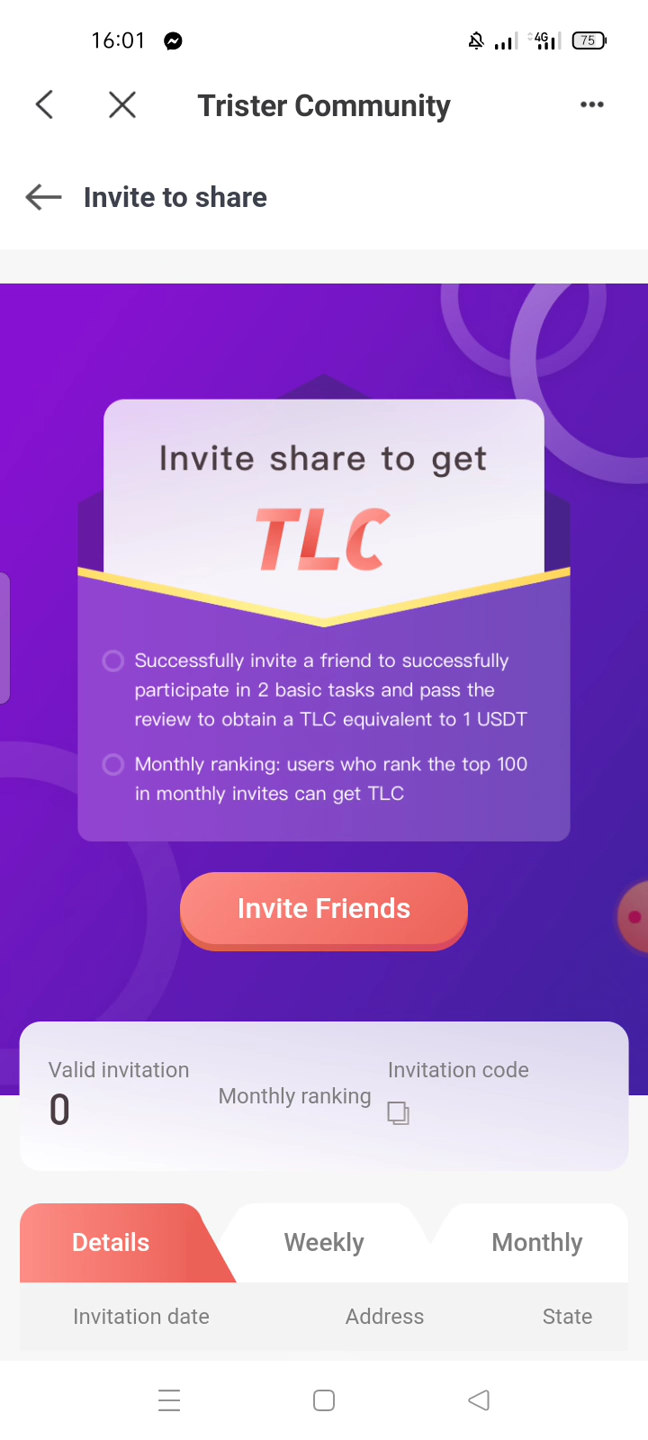 16:01
4G
75
Trister Community
Invite to share
Invite share to get
TLC
Successfully invite a friend to successfully
participate in 2 basic tasks and pass the
review to obtain a TLC equivalent to 1 USDT
Monthly ranking: users who rank the top 100
in monthly invites can get TLC
Invite Friends
Valid invitation
0
Monthly ranking
Invitation code
Details
Weekly
Monthly
Invitation date
Address
State